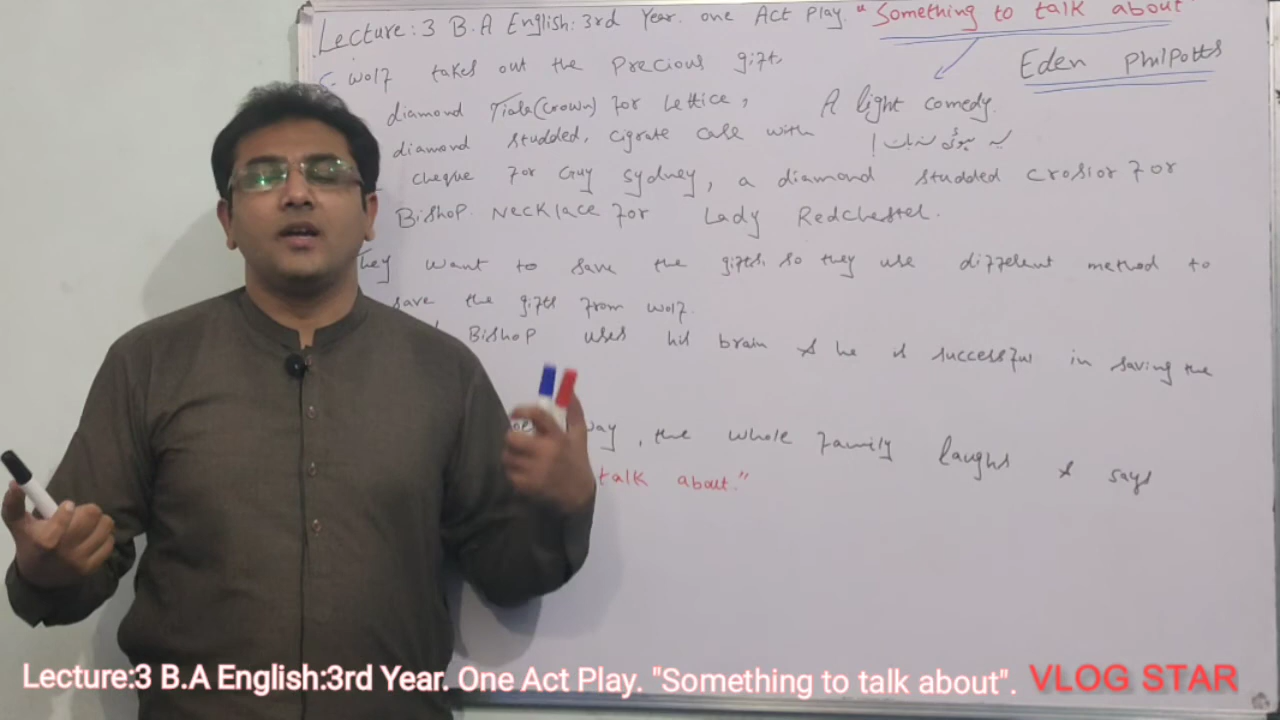 Lecture:3 B.A English:3rd Year. one Act Play. "Something to talk about"
Eden Philpotts
wolf takes out the Precious gift,
diamond Tiala(crown) for Lettice, A light comedy.
diamond studded, cigrate case with
cheque for Guy Sydney, a diamond studded crosior for
BiShoP. Necklace for Lady Redchestel.
They want to save the gifts. so they use different method to
save the gifts from wolf.
BiShoP uses his brain & he is successful in saving the
way, the whole family laughs & says
talk about."
Lecture:3 B.A English:3rd Year. One Act Play. "Something to talk about". VLOG STAR